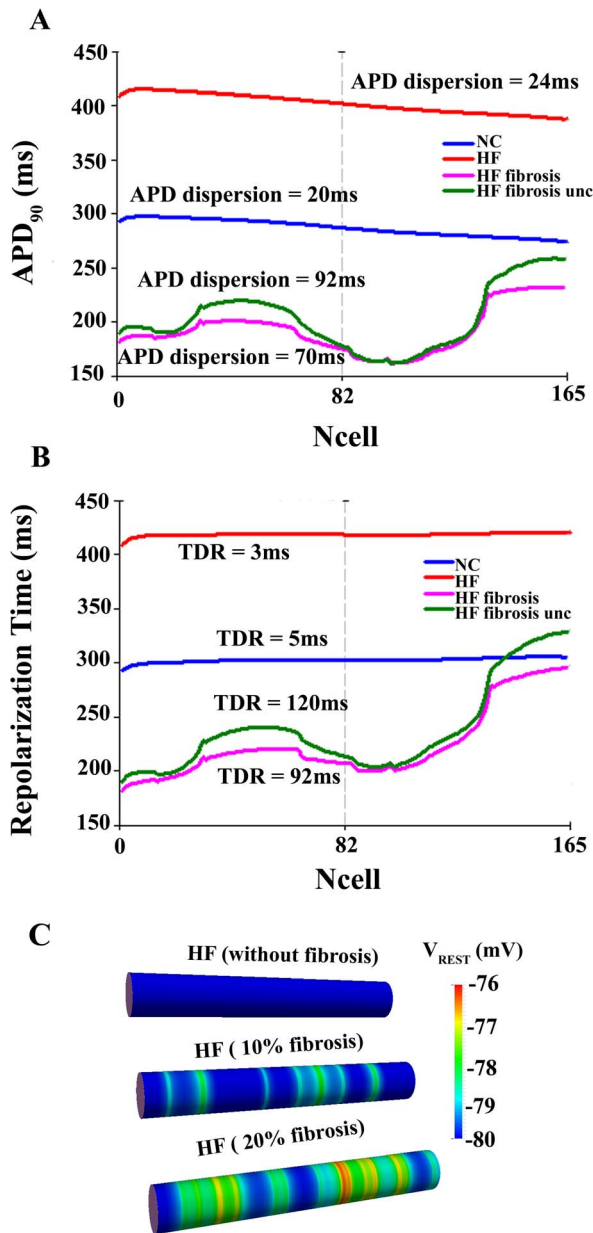 A
450
400
350
300
250
200
150
APD90 (ms)
APD dispersion = 24ms
NC
HF
HF fibrosis
HF fibrosis unc
APD dispersion = 20ms
APD dispersion = 92ms
APD dispersion = 70ms
0
82
165
Ncell
B
450
400
350
300
250
200
150
Repolarization Time (ms)
TDR = 3ms
NC
HF
HF fibrosis
HF fibrosis unc
TDR = 5ms
TDR = 120ms
TDR = 92ms
0
82
165
Ncell
C
HF (without fibrosis)
VREST (mV)
-76
-77
-78
-79
-80
HF ( 10% fibrosis)
HF ( 20% fibrosis)